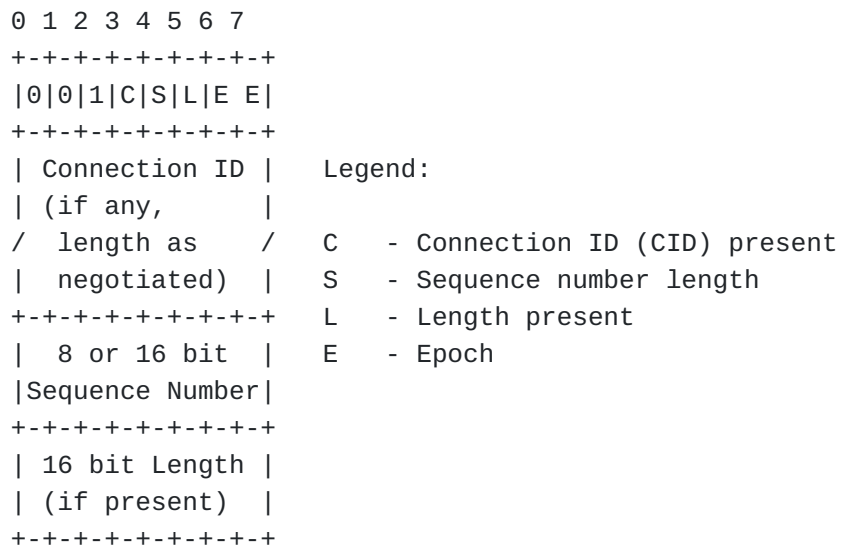 0 1 2 3 4 5 6 7
+-+-+-+-+-+-+-+-+
|0|0|1|C|S|L|E E|
+-+-+-+-+-+-+-+-+
| Connection ID |   Legend:
| (if any,      |
/  length as    /   C   - Connection ID (CID) present
|  negotiated)  |   S   - Sequence number length
+-+-+-+-+-+-+-+-+   L   - Length present
|  8 or 16 bit  |   E   - Epoch
|Sequence Number|
+-+-+-+-+-+-+-+-+
| 16 bit Length |
| (if present)  |
+-+-+-+-+-+-+-+-+